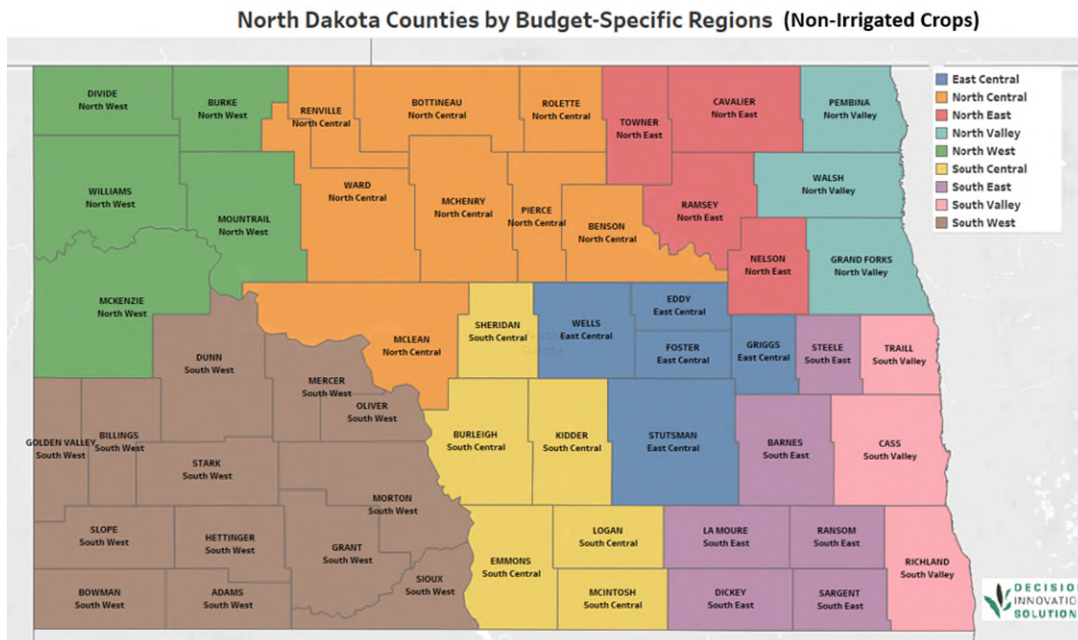 North Dakota Counties by Budget-Specific Regions (Non-Irrigated Crops)
East Central
North Central
North East
North Valley
North West
South Central
South East
South Valley
South West
DIVIDE
North West
BURKE
North West
RENVILLE
North Central
BOTTINEAU
North Central
ROLETTE
North Central
TOWNER
North East
CAVALIER
North East
PEMBINA
North Valley
WILLIAMS
North West
MOUNTRAIL
North West
WARD
North Central
MCHENRY
North Central
PIERCE
North Central
BENSON
North Central
RAMSEY
North East
WALSH
North Valley
MCKENZIE
North West
NELSON
North East
GRAND FORKS
North Valley
DUNN
South West
MCLEAN
North Central
SHERIDAN
South Central
WELLS
East Central
EDDY
East Central
FOSTER
East Central
GRIGGS
East Central
STEELE
South East
TRAILL
South Valley
MERCER
South West
OLIVER
South West
GOLDEN VALLEY
South West
BILLINGS
South West
STARK
South West
BURLEIGH
South Central
KIDDER
South Central
STUTSMAN
East Central
BARNES
South East
CASS
South Valley
MORTON
South West
SLOPE
South West
HETTINGER
South West
GRANT
South West
EMMONS
South Central
LOGAN
South Central
LA MOURE
South East
RANSOM
South East
RICHLAND
South Valley
BOWMAN
South West
ADAMS
South West
SIOUX
South West
MCINTOSH
South Central
DICKEY
South East
SARGENT
South East
DECISION
INNOVATION
SOLUTIONS